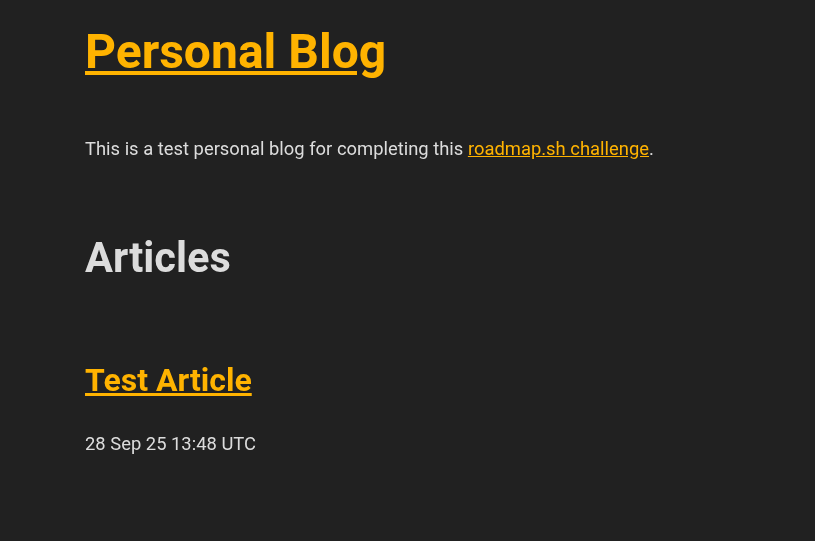 Personal Blog
This is a test personal blog for completing this roadmap.sh challenge.
Articles
Test Article
28 Sep 25 13:48 UTC